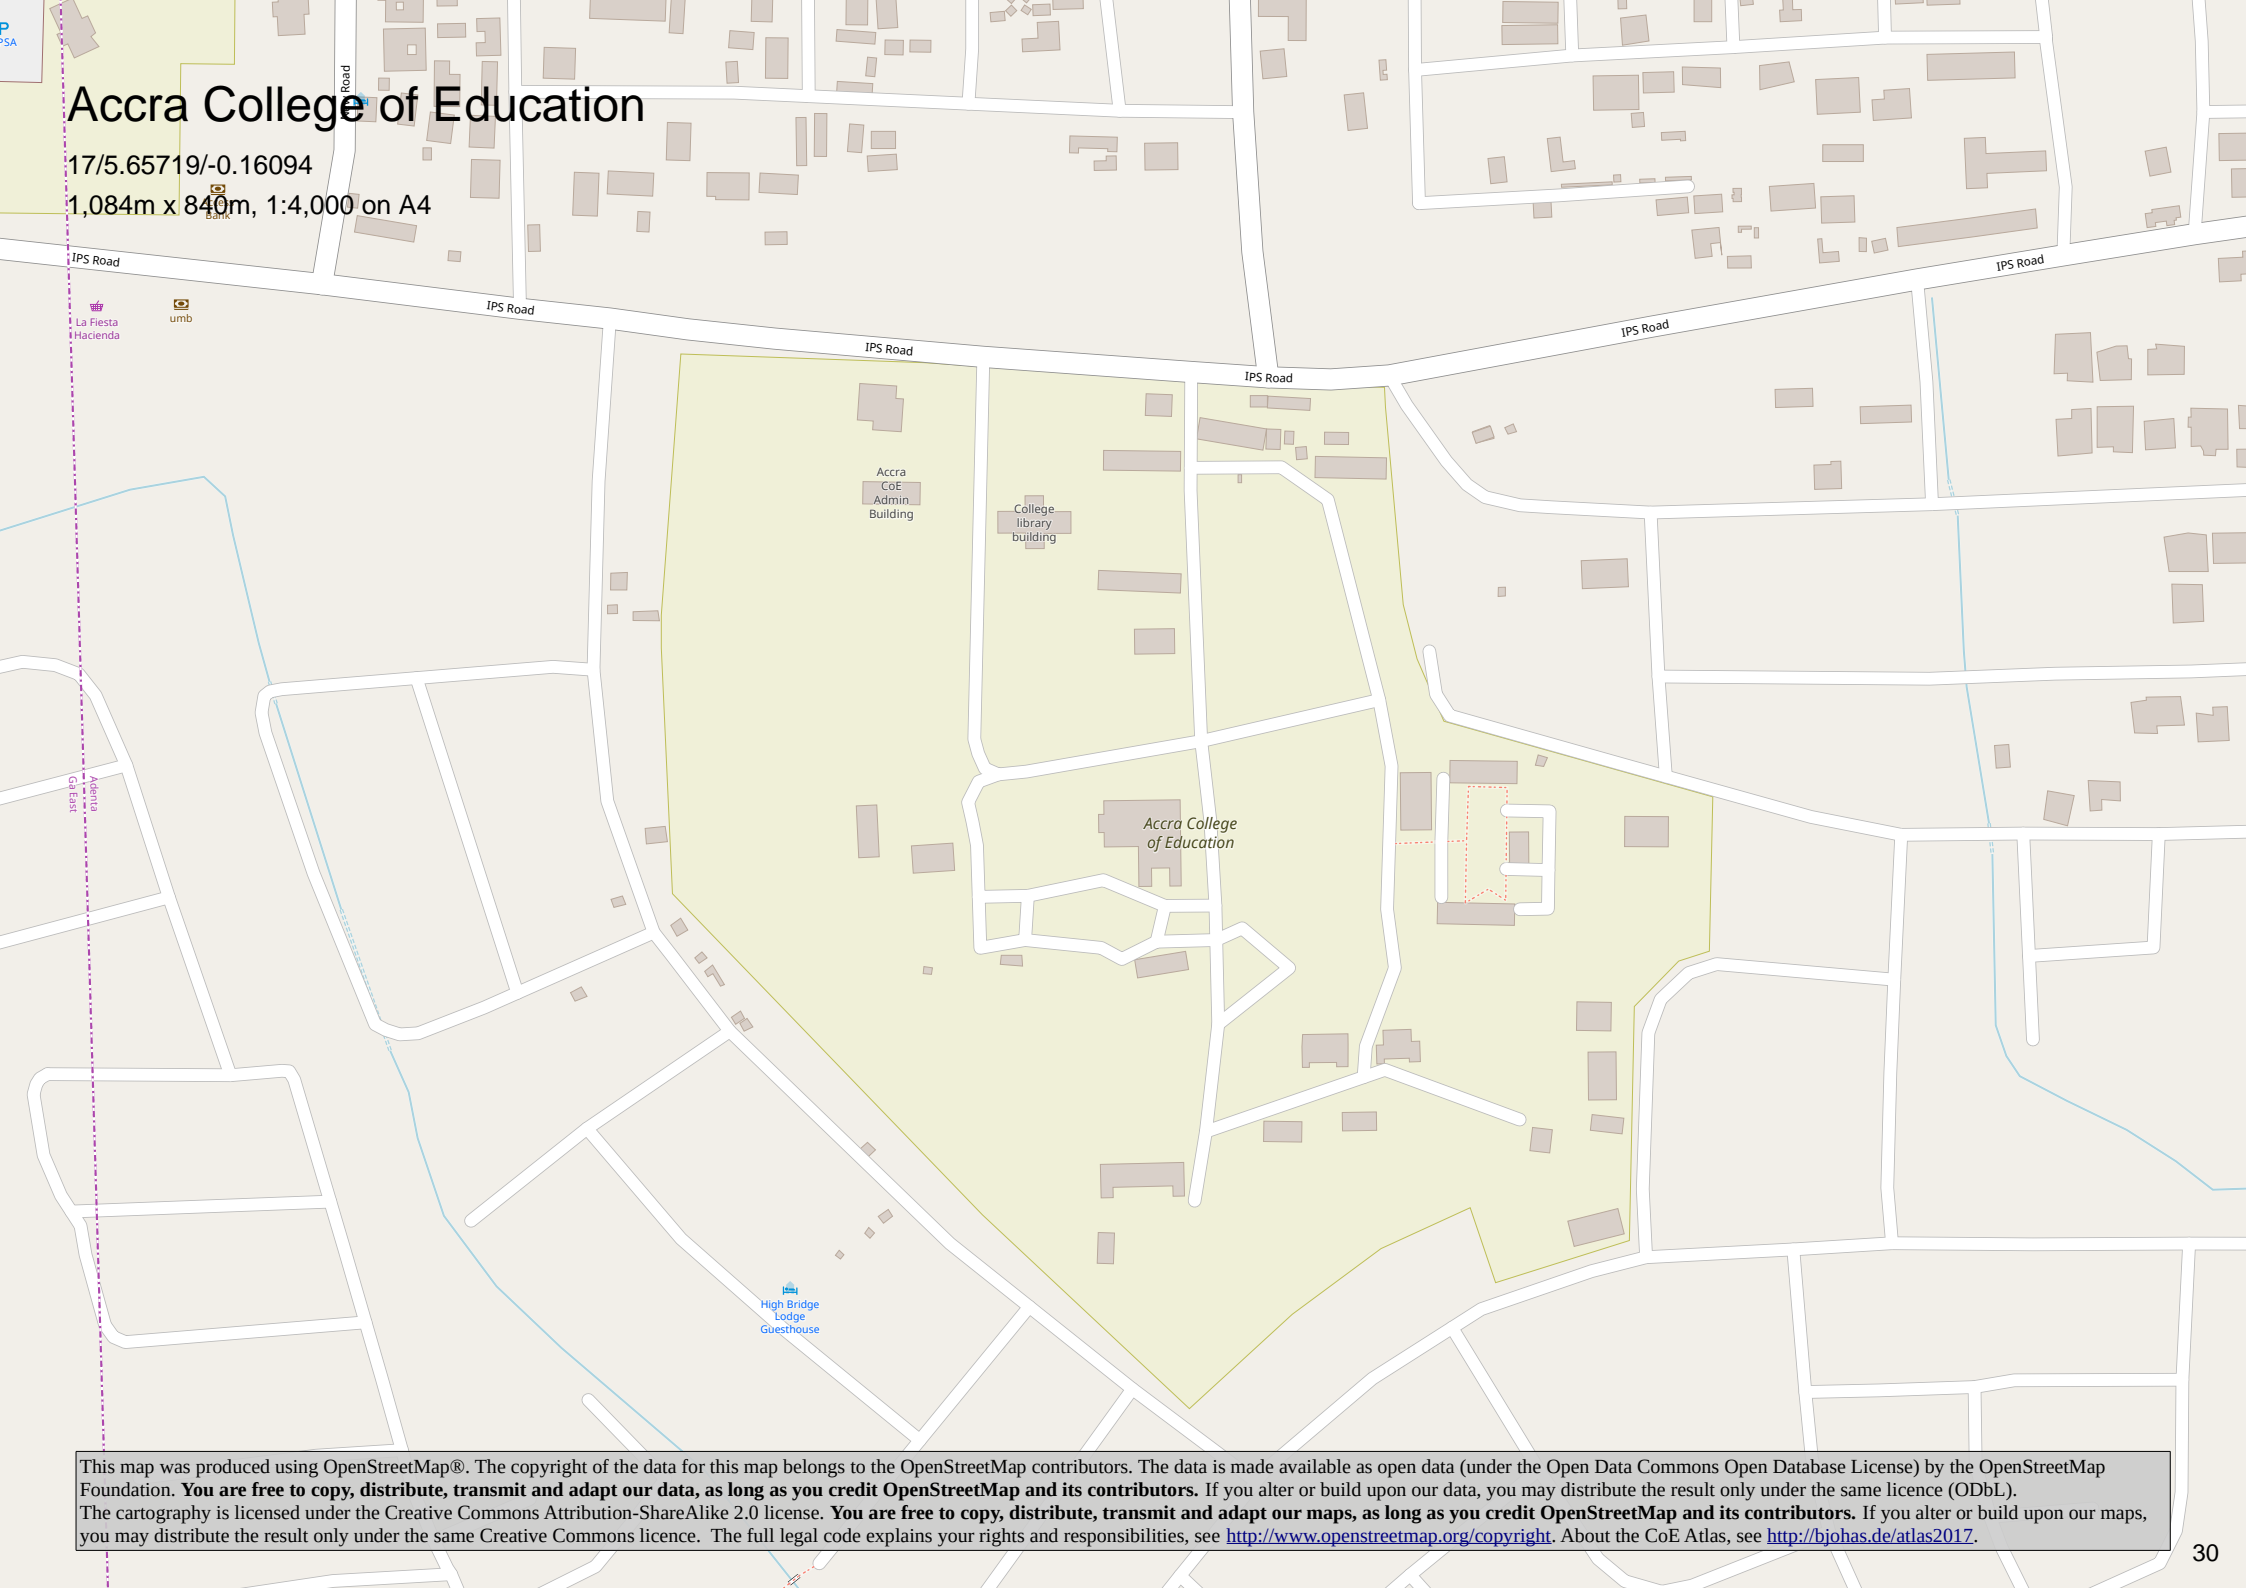 PSA
Accra College of Education
17/5.65719/-0.16094
1,084m x 840m, 1:4,000 on A4
Road
Bank
IPS Road
IPS Road
IPS Road
IPS Road
IPS Road
IPS Road
La Fiesta
Hacienda
umb
Accra
CoE
Admin
Building
College
library
building
Adenta
Ga East
Accra College
of Education
High Bridge
Lodge
Guesthouse
This map was produced using OpenStreetMap®. The copyright of the data for this map belongs to the OpenStreetMap contributors. The data is made available as open data (under the Open Data Commons Open Database License) by the OpenStreetMap
Foundation. You are free to copy, distribute, transmit and adapt our data, as long as you credit OpenStreetMap and its contributors. If you alter or build upon our data, you may distribute the result only under the same licence (ODbL).
The cartography is licensed under the Creative Commons Attribution-ShareAlike 2.0 license. You are free to copy, distribute, transmit and adapt our maps, as long as you credit OpenStreetMap and its contributors. If you alter or build upon our maps,
you may distribute the result only under the same Creative Commons licence. The full legal code explains your rights and responsibilities, see http://www.openstreetmap.org/copyright. About the CoE Atlas, see http://bjohas.de/atlas2017.
30